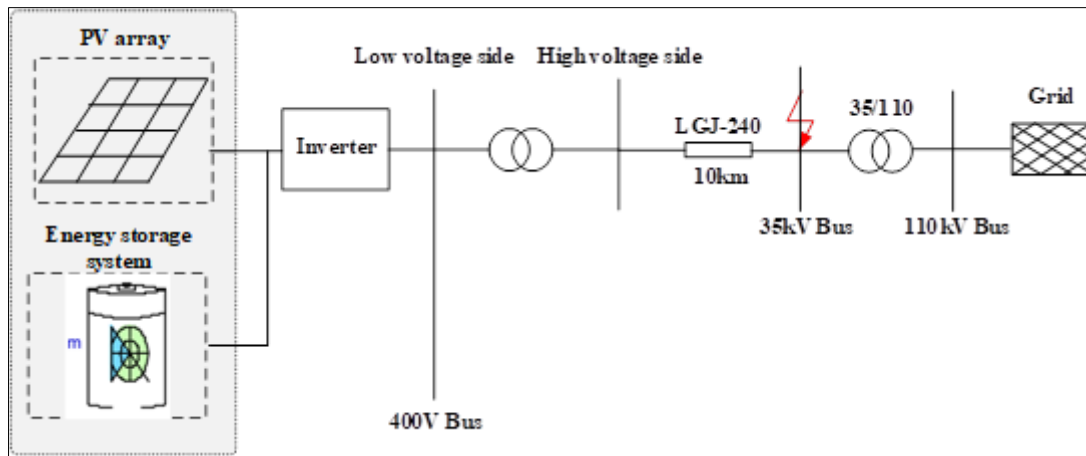 PV array
Low voltage side
High voltage side
Inverter
LGJ-240
10km
35/110
Grid
35kV Bus
110kV Bus
Energy storage
system
m
400V Bus